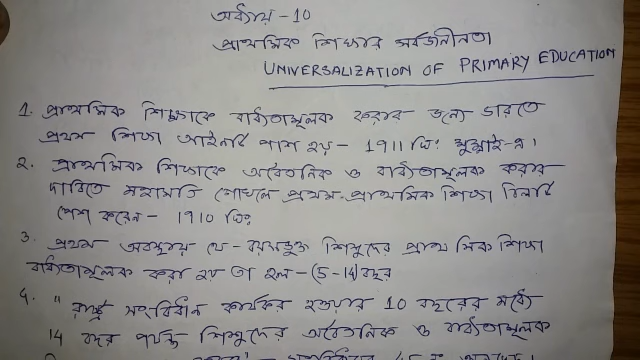 অধ্যায় - 10
প্রাথমিক শিক্ষার সর্বজনীনতা
UNIVERSALIZATION OF PRIMARY EDUCATION
1. প্রাথমিক শিক্ষাকে বাধ্যতামূলক করার জন্যে ভারতে
প্রথম শিক্ষা আইনটি পাশ হয় - 1911 খ্রিঃ মুম্বাই-এ।
2. প্রাথমিক শিক্ষাকে অবৈতনিক ও বাধ্যতামূলক করার
দাবিতে মহামতি গোখলে প্রথম প্রাথমিক শিক্ষা বিলটি
পেশ করেন - 1910 খ্রিঃ
3. প্রথম অবস্থায় যে - বয়সভুক্ত শিশুদের প্রাথমিক শিক্ষা
বাধ্যতামূলক করা হয় তা হল - (5-14) বছর
4. " রাষ্ট্র সংবিধান কার্যকর হওয়ার 10 বছরের মধ্যে
14 বছর পর্যন্ত শিশুদের অবৈতনিক ও বাধ্যতামূলক